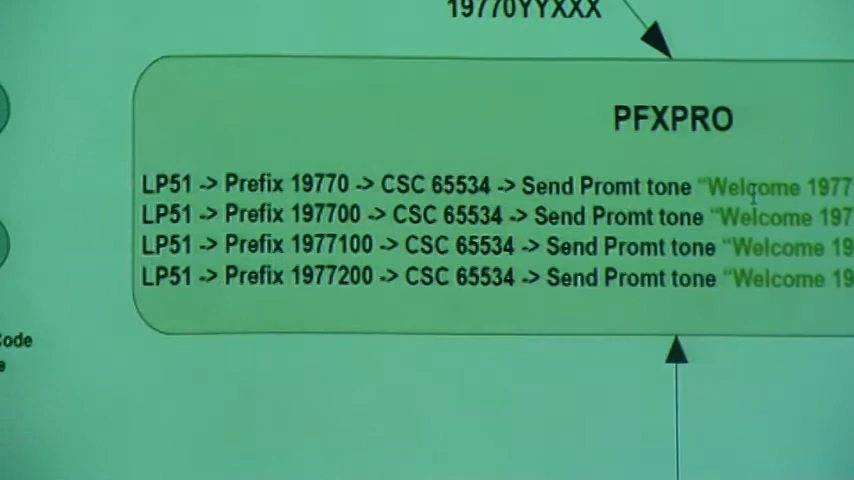 19770YYXXX
PFXPRO
LP51 -> Prefix 19770 -> CSC 65534 -> Send Promt tone "Welcome 1977
LP51 -> Prefix 197700 -> CSC 65534 -> Send Promt tone "Welcome 197
LP51 -> Prefix 1977100 -> CSC 65534 -> Send Promt tone "Welcome 19
LP51 -> Prefix 1977200 -> CSC 65534 -> Send Promt tone "Welcome 19
Code